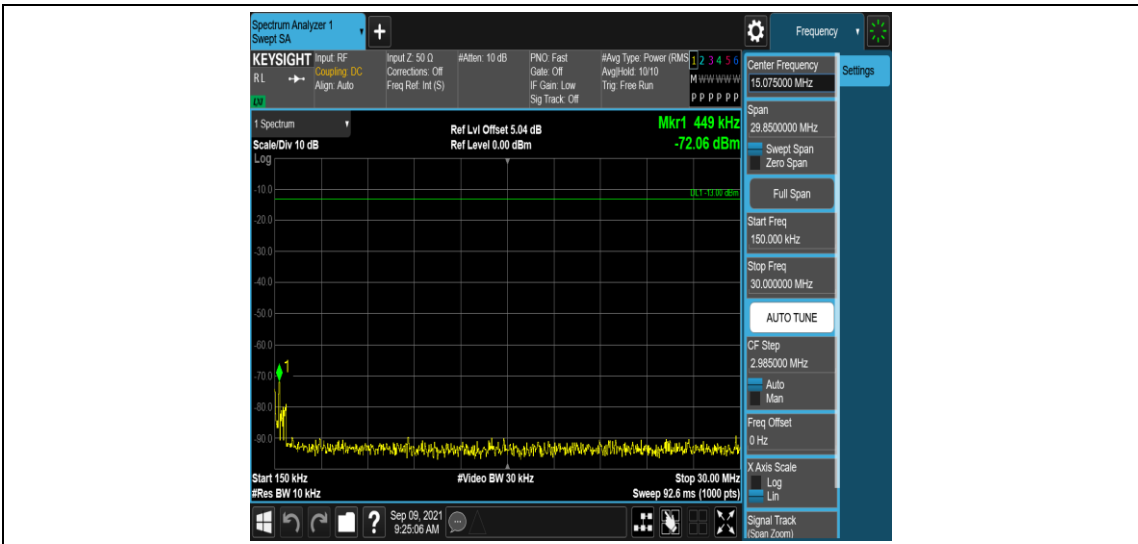 Spectrum Analyzer 1
Swept SA
+
Frequency
KEYSIGHT
RL
Input: RF
Coupling: DC
Align: Auto
Input Z: 50 Ω
Corrections: Off
Freq Ref: Int (S)
#Atten: 10 dB
PNO: Fast
Gate: Off
IF Gain: Low
Sig Track: Off
#Avg Type: Power (RMS
Avg|Hold: 10/10
Trig: Free Run
1 2 3 4 5 6
M W W W W W
P P P P P P
1 Spectrum
Scale/Div 10 dB
Log
Ref Lvl Offset 5.04 dB
Ref Level 0.00 dBm
Mkr1 449 kHz
-72.06 dBm
DL1 -13.00 dBm
-10.0
-20.0
-30.0
-40.0
-50.0
-60.0
-70.0
-80.0
-90.0
1
Start 150 kHz
#Res BW 10 kHz
#Video BW 30 kHz
Stop 30.00 MHz
Sweep 92.6 ms (1000 pts)
?
Sep 09, 2021
9:25:06 AM
Center Frequency
15.075000 MHz
Settings
Span
29.8500000 MHz
Swept Span
Zero Span
Full Span
Start Freq
150.000 kHz
Stop Freq
30.000000 MHz
AUTO TUNE
CF Step
2.985000 MHz
Auto
Man
Freq Offset
0 Hz
X Axis Scale
Log
Lin
Signal Track
(Span Zoom)